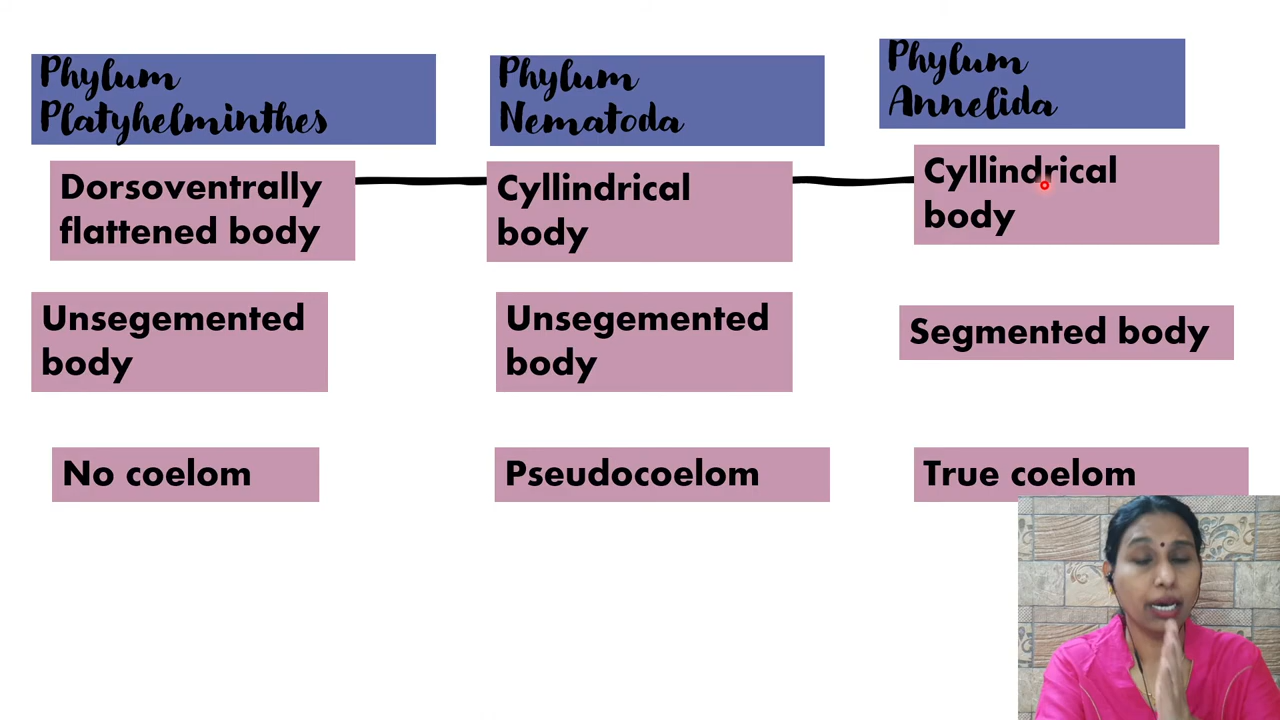 Phylum
Platyhelminthes
Phylum
Nematoda
Phylum
Annelida
Dorsoventrally
flattened body
Cyllindrical
body
Cyllindrical
body
Unsegemented
body
Unsegemented
body
Segmented body
No coelom
Pseudocoelom
True coelom